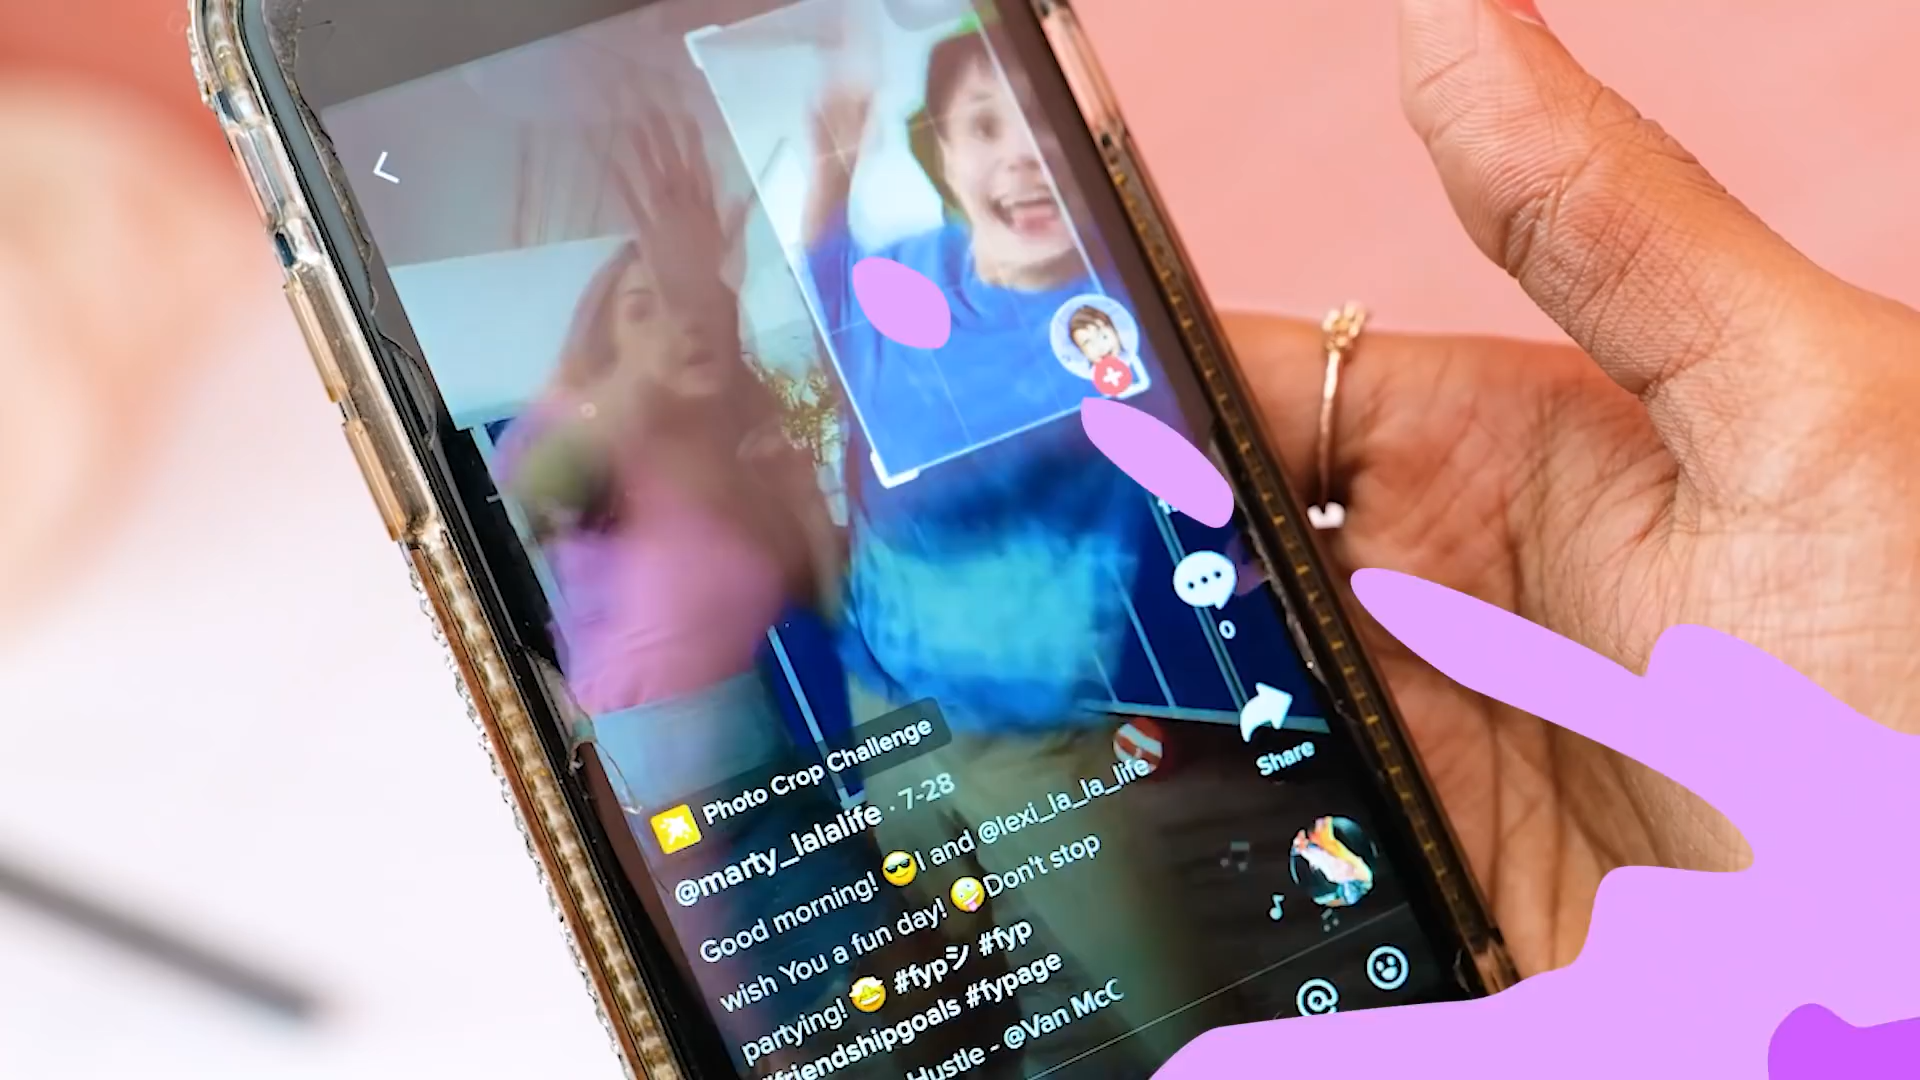 Photo Crop Challenge
@marty_lalalife · 7-28
Good morning! 😎I and @lexi_la_la_life
wish You a fun day! 🤪Don't stop
partying! 🤩 #fypシ #fyp
#friendshipgoals #fypage
Hustle - @Van McC
0
Share